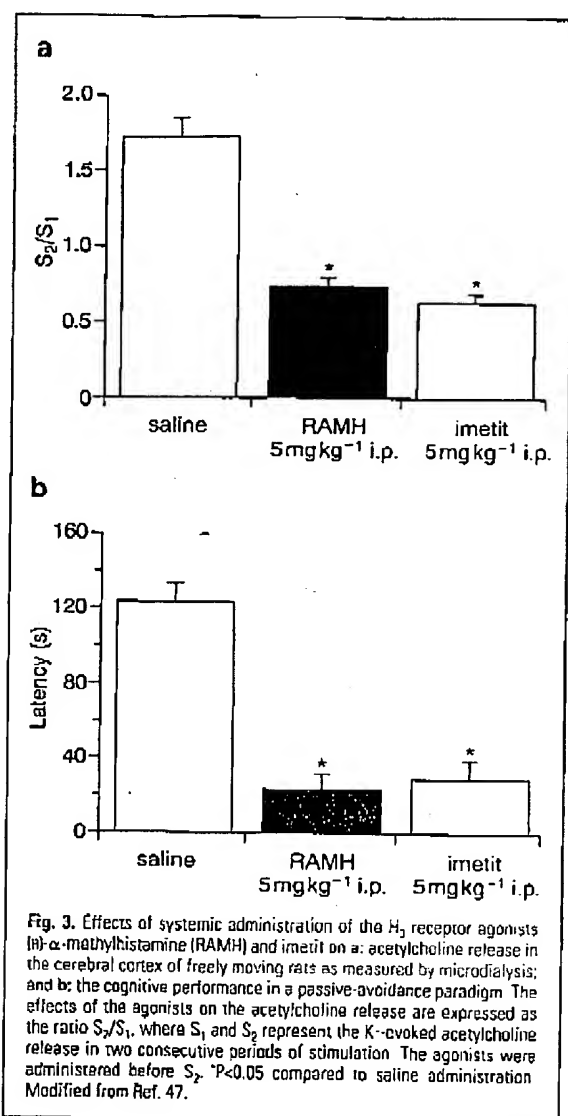 a
2.0
1.5
1.0
0.5
0
S₂/S₁
*
*
saline
RAMH
5mgkg⁻¹ i.p.
imetit
5mgkg⁻¹ i.p.
b
160
120
80
40
0
Latency (s)
*
*
saline
RAMH
5mgkg⁻¹ i.p.
imetit
5mgkg⁻¹ i.p.
Fig. 3. Effects of systemic administration of the H₃ receptor agonists
(R)-α-methylhistamine (RAMH) and imetit on a: acetylcholine release in
the cerebral cortex of freely moving rats as measured by microdialysis;
and b: the cognitive performance in a passive-avoidance paradigm. The
effects of the agonists on the acetylcholine release are expressed as
the ratio S₂/S₁, where S₁ and S₂ represent the K⁺-evoked acetylcholine
release in two consecutive periods of stimulation. The agonists were
administered before S₂. *P<0.05 compared to saline administration.
Modified from Ref. 47.